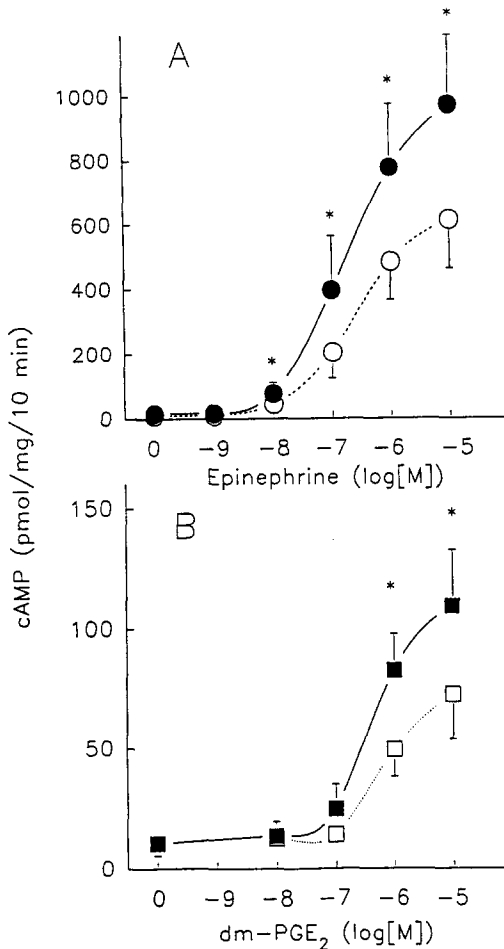 A
*
*
*
*
1000
800
600
400
200
0
0 -9 -8 -7 -6 -5
Epinephrine (log[M])
cAMP (pmol/mg/10 min)
B
*
*
150
100
50
0
0 -9 -8 -7 -6 -5
dm-PGE₂ (log[M])